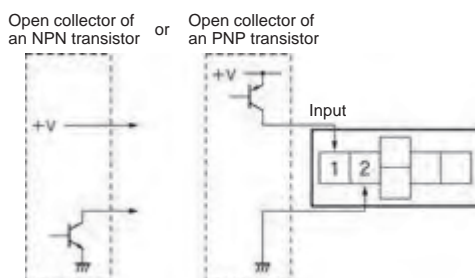 Open collector of
an NPN transistor
or
Open collector of
an PNP transistor
+V
+V
Input
1 2